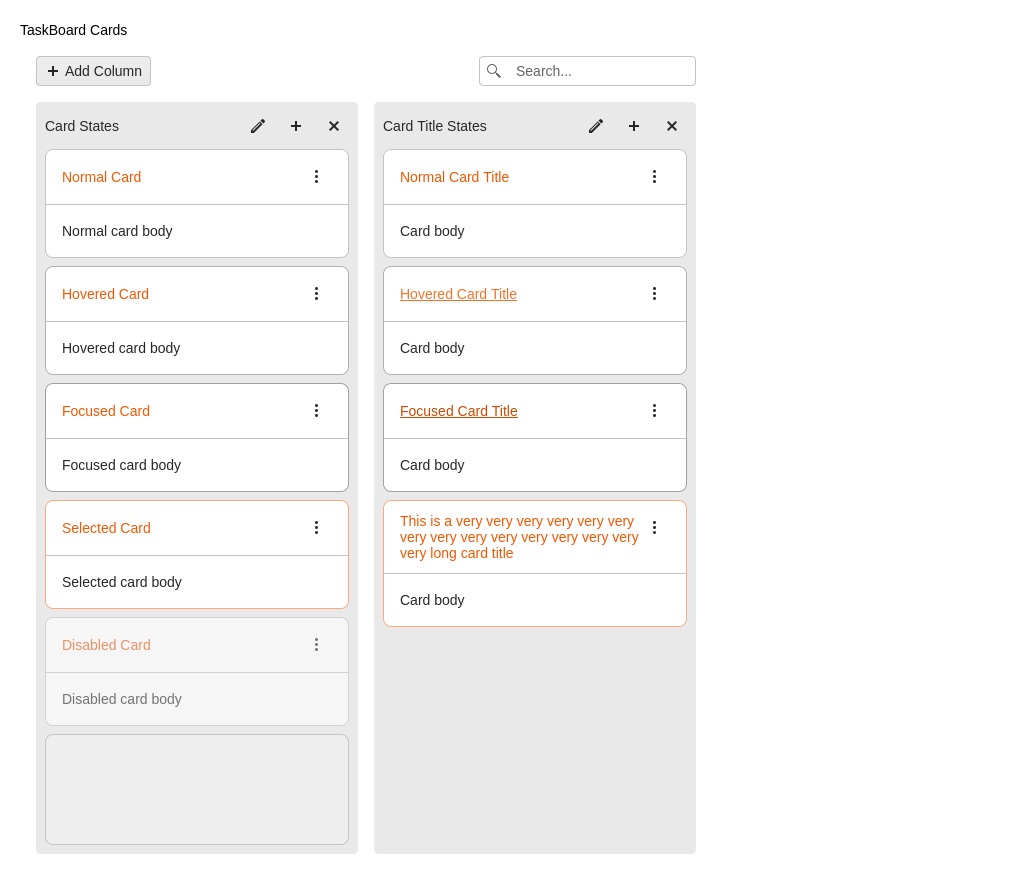 TaskBoard Cards
Add Column
Search...
Card States
Normal Card
Normal card body
Hovered Card
Hovered card body
Focused Card
Focused card body
Selected Card
Selected card body
Disabled Card
Disabled card body
Card Title States
Normal Card Title
Card body
Hovered Card Title
Card body
Focused Card Title
Card body
This is a very very very very very very
very very very very very very very very
very long card title
Card body